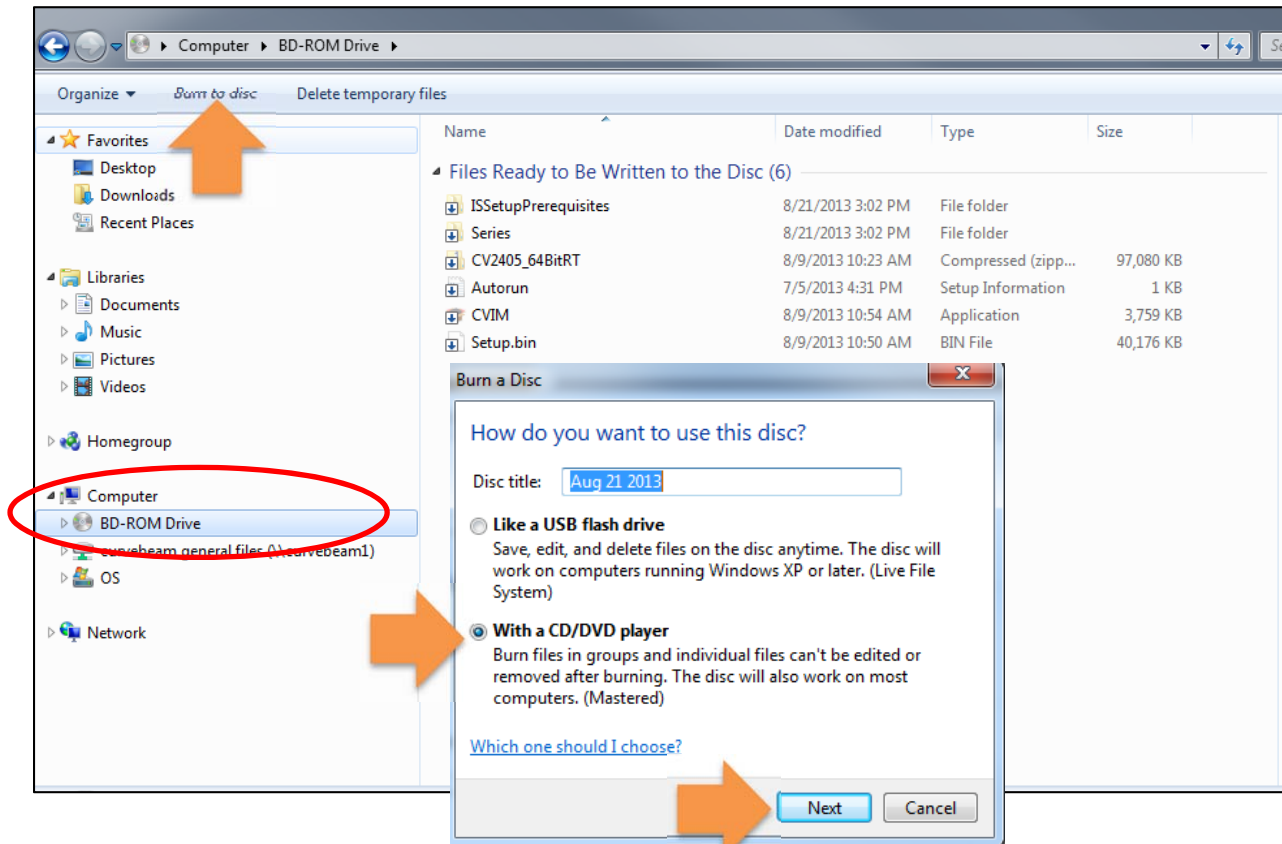 Computer ▸ BD-ROM Drive ▸
Organize Burn to disc Delete temporary files
Favorites
Desktop
Downloads
Recent Places
Libraries
Documents
Music
Pictures
Videos
Homegroup
Computer
BD-ROM Drive
curvebeam general files (\\curvebeam1)
OS
Network
Name Date modified Type Size
Files Ready to Be Written to the Disc (6)
ISSetupPrerequisites 8/21/2013 3:02 PM File folder
Series 8/21/2013 3:02 PM File folder
CV2405_64BitRT 8/9/2013 10:23 AM Compressed (zipp... 97,080 KB
Autorun 7/5/2013 4:31 PM Setup Information 1 KB
CVIM 8/9/2013 10:54 AM Application 3,759 KB
Setup.bin 8/9/2013 10:50 AM BIN File 40,176 KB
Burn a Disc
How do you want to use this disc?
Disc title: Aug 21 2013
Like a USB flash drive
Save, edit, and delete files on the disc anytime. The disc will
work on computers running Windows XP or later. (Live File
System)
With a CD/DVD player
Burn files in groups and individual files can't be edited or
removed after burning. The disc will also work on most
computers. (Mastered)
Which one should I choose?
Next Cancel